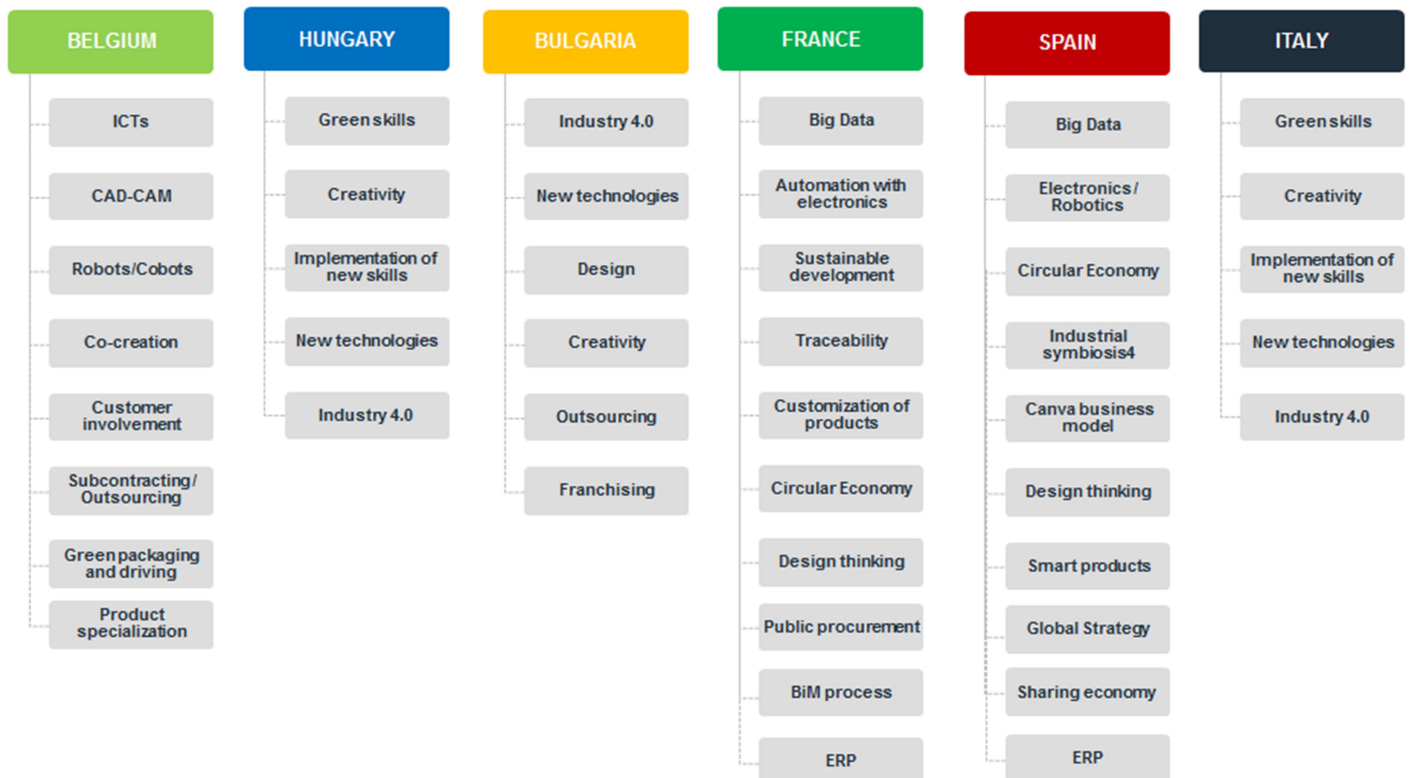 BELGIUM
ICTs
CAD-CAM
Robots/Cobots
Co-creation
Customer
involvement
Subcontracting/
Outsourcing
Green packaging
and driving
Product
specialization
HUNGARY
Green skills
Creativity
Implementation of
new skills
New technologies
Industry 4.0
BULGARIA
Industry 4.0
New technologies
Design
Creativity
Outsourcing
Franchising
FRANCE
Big Data
Automation with
electronics
Sustainable
development
Traceability
Customization of
products
Circular Economy
Design thinking
Public procurement
BiM process
ERP
SPAIN
Big Data
Electronics /
Robotics
Circular Economy
Industrial
symbiosis4
Canva business
model
Design thinking
Smart products
Global Strategy
Sharing economy
ERP
ITALY
Green skills
Creativity
Implementation of
new skills
New technologies
Industry 4.0